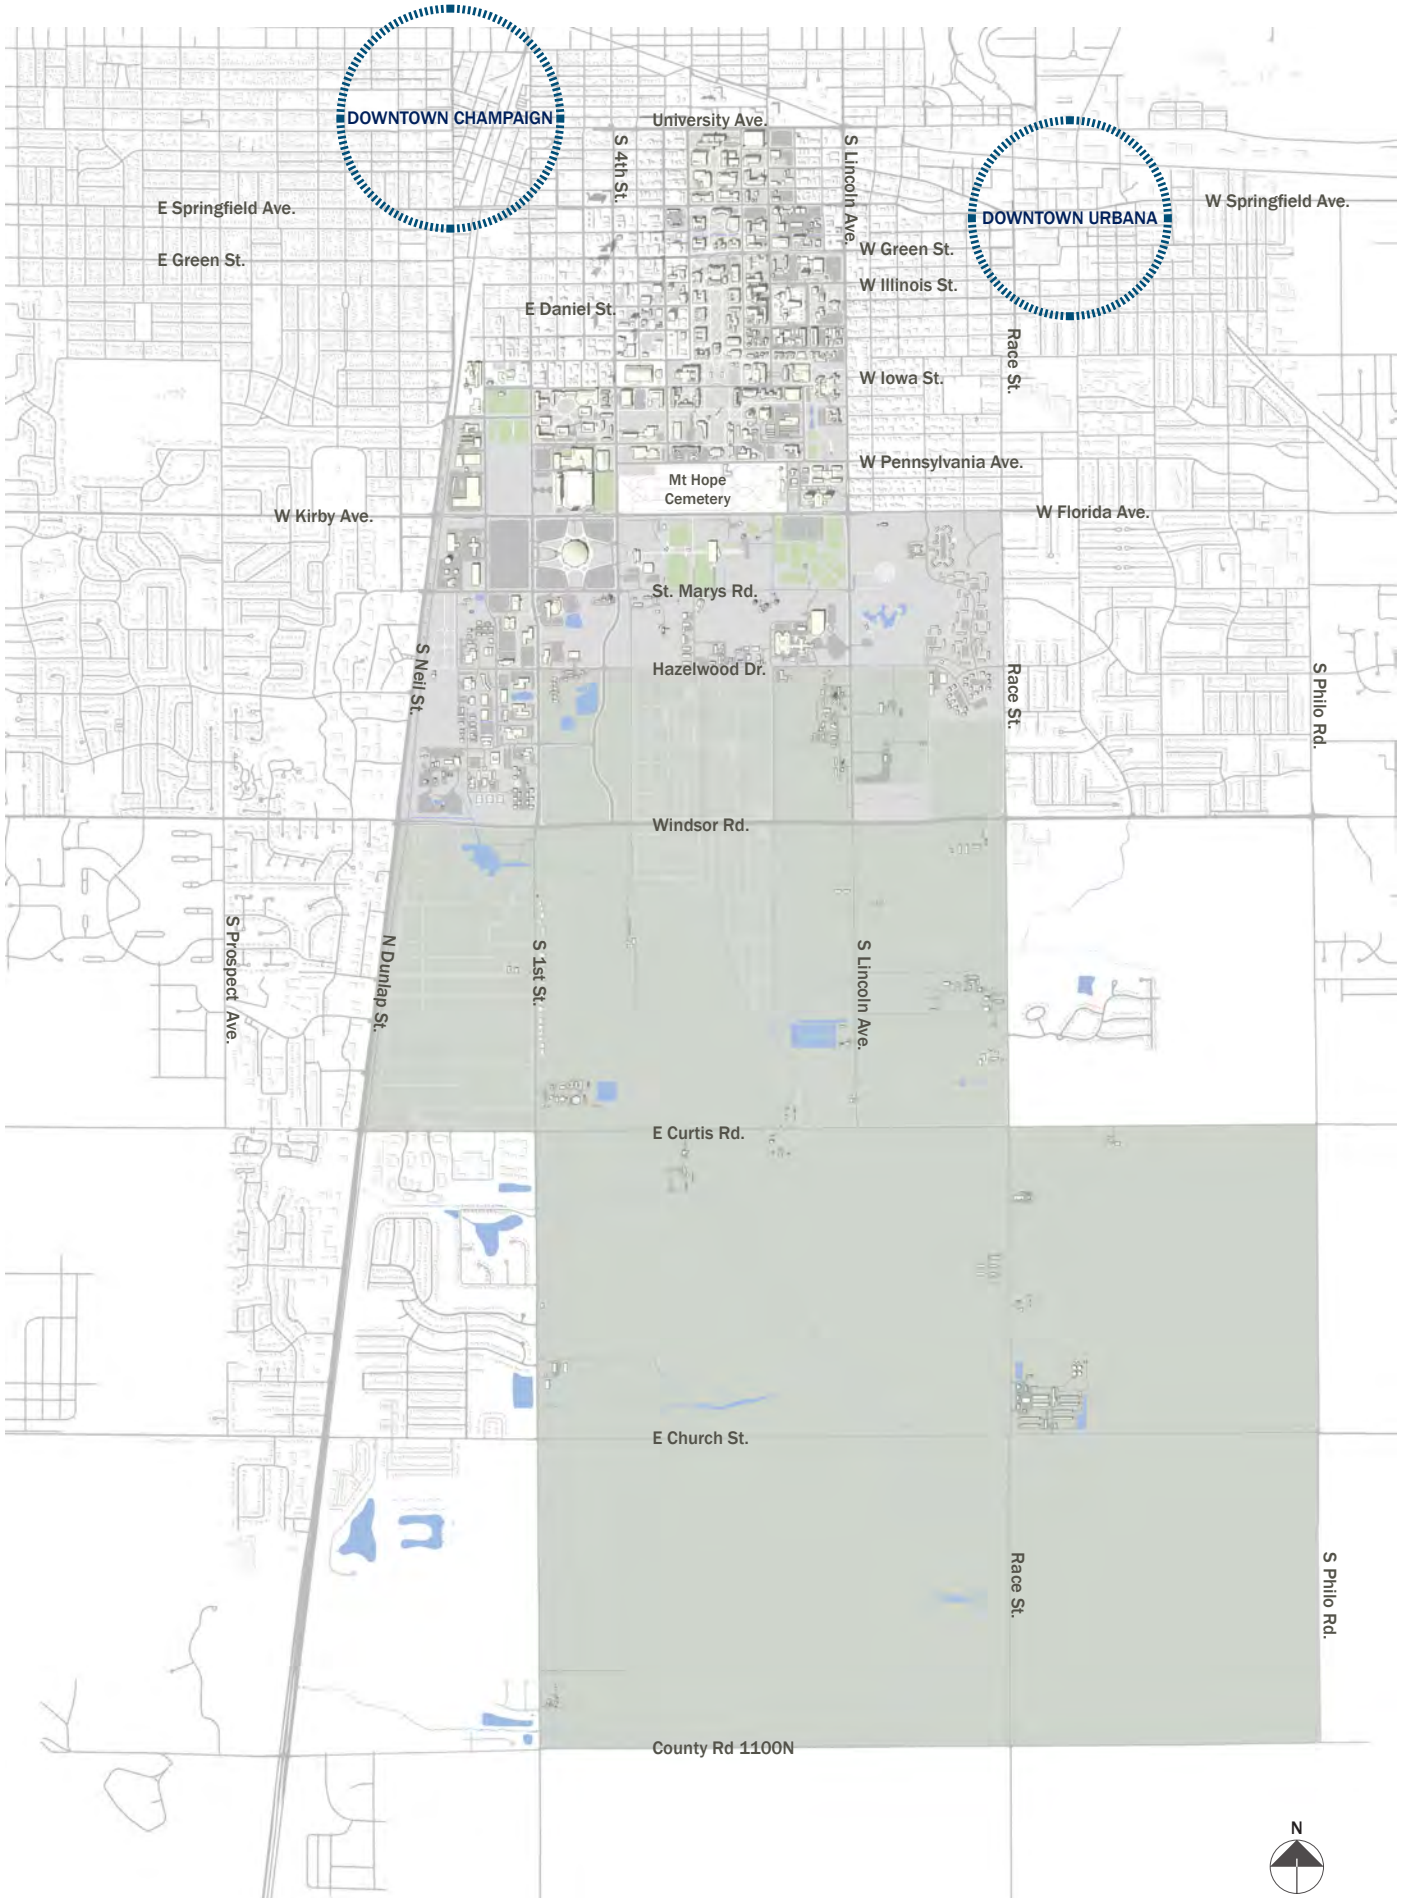 DOWNTOWN CHAMPAIGN
University Ave.
S 4th St.
S Lincoln Ave.
E Springfield Ave.
W Springfield Ave.
DOWNTOWN URBANA
W Green St.
E Green St.
W Illinois St.
E Daniel St.
Race St.
W Iowa St.
W Pennsylvania Ave.
Mt Hope
Cemetery
W Kirby Ave.
W Florida Ave.
St. Marys Rd.
S Neil St.
Hazelwood Dr.
Race St.
S Philo Rd.
Windsor Rd.
S Prospect Ave.
N Dunlap St.
S 1st St.
S Lincoln Ave.
E Curtis Rd.
E Church St.
Race St.
S Philo Rd.
County Rd 1100N
N